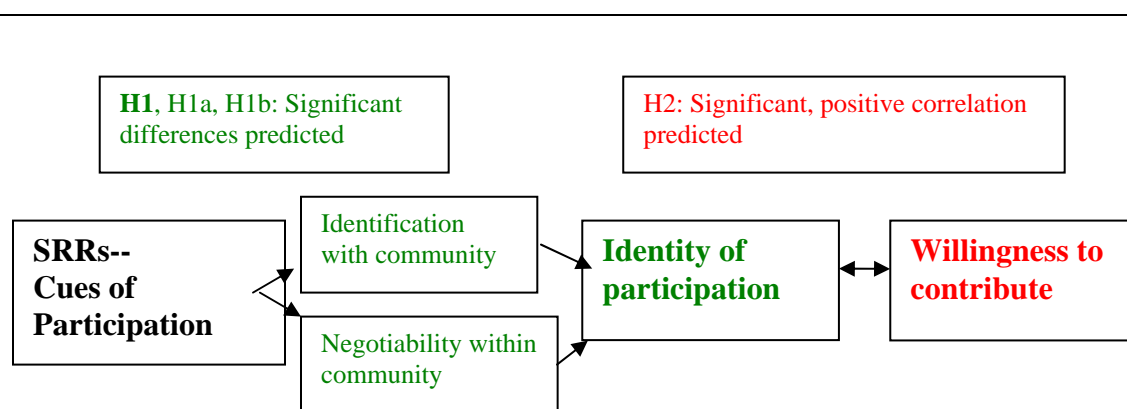 H1, H1a, H1b: Significant
differences predicted
H2: Significant, positive correlation
predicted
SRRs--
Cues of
Participation
Identification
with community
Negotiability within
community
Identity of
participation
Willingness to
contribute